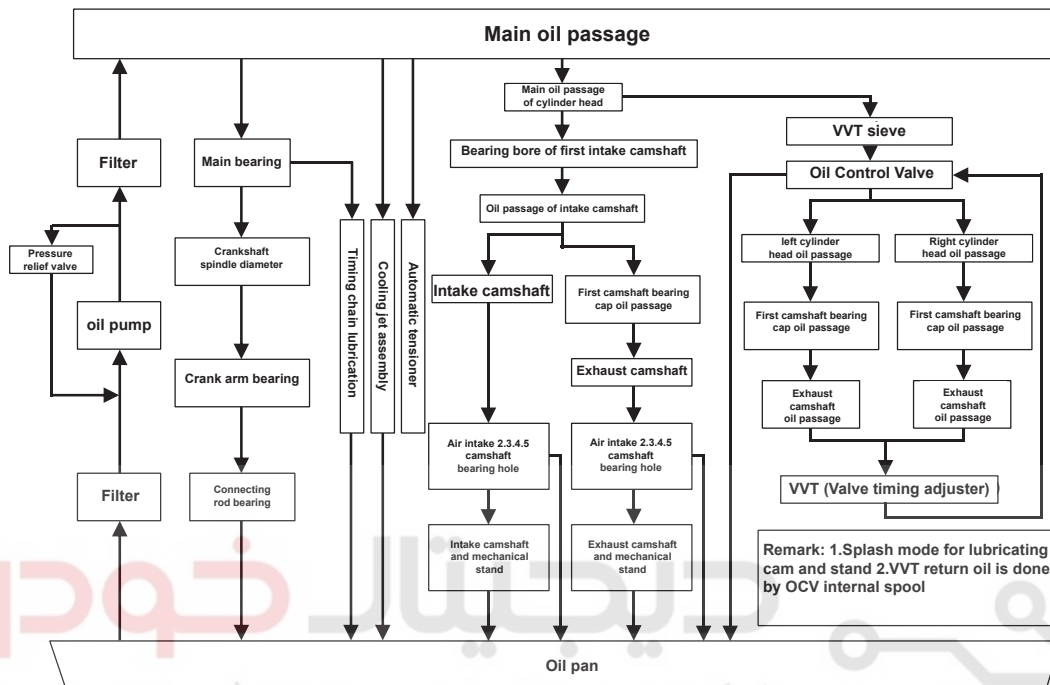 Main oil passage
Main oil passage
of cylinder head
VVT sieve
Filter
Main bearing
Bearing bore of first intake camshaft
Oil Control Valve
Oil passage of intake camshaft
Pressure
relief valve
Crankshaft
spindle diameter
Timing chain lubrication
Cooling jet assembly
Automatic tensioner
left cylinder
head oil passage
Right cylinder
head oil passage
Intake camshaft
First camshaft bearing
cap oil passage
oil pump
First camshaft bearing
cap oil passage
First camshaft bearing
cap oil passage
Crank arm bearing
Exhaust camshaft
Exhaust
camshaft
oil passage
Exhaust
camshaft
oil passage
Air intake 2.3.4.5
camshaft
bearing hole
Air intake 2.3.4.5
camshaft
bearing hole
Filter
Connecting
rod bearing
VVT (Valve timing adjuster)
Intake camshaft
and mechanical
stand
Exhaust camshaft
and mechanical
stand
Remark: 1.Splash mode for lubricating
cam and stand 2.VVT return oil is done
by OCV internal spool
دیجیتال خودرو
Oil pan